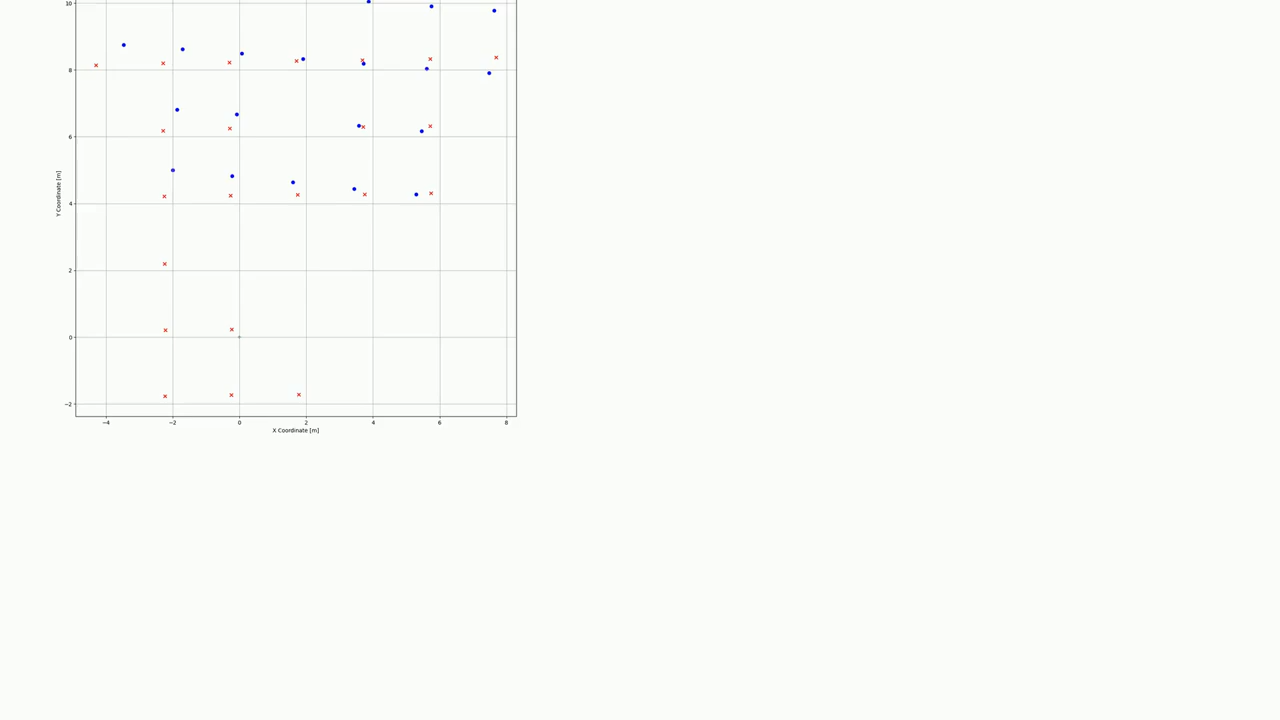 10
8
6
4
2
0
−2
Y Coordinate [m]
−4 −2 0 2 4 6 8
X Coordinate [m]